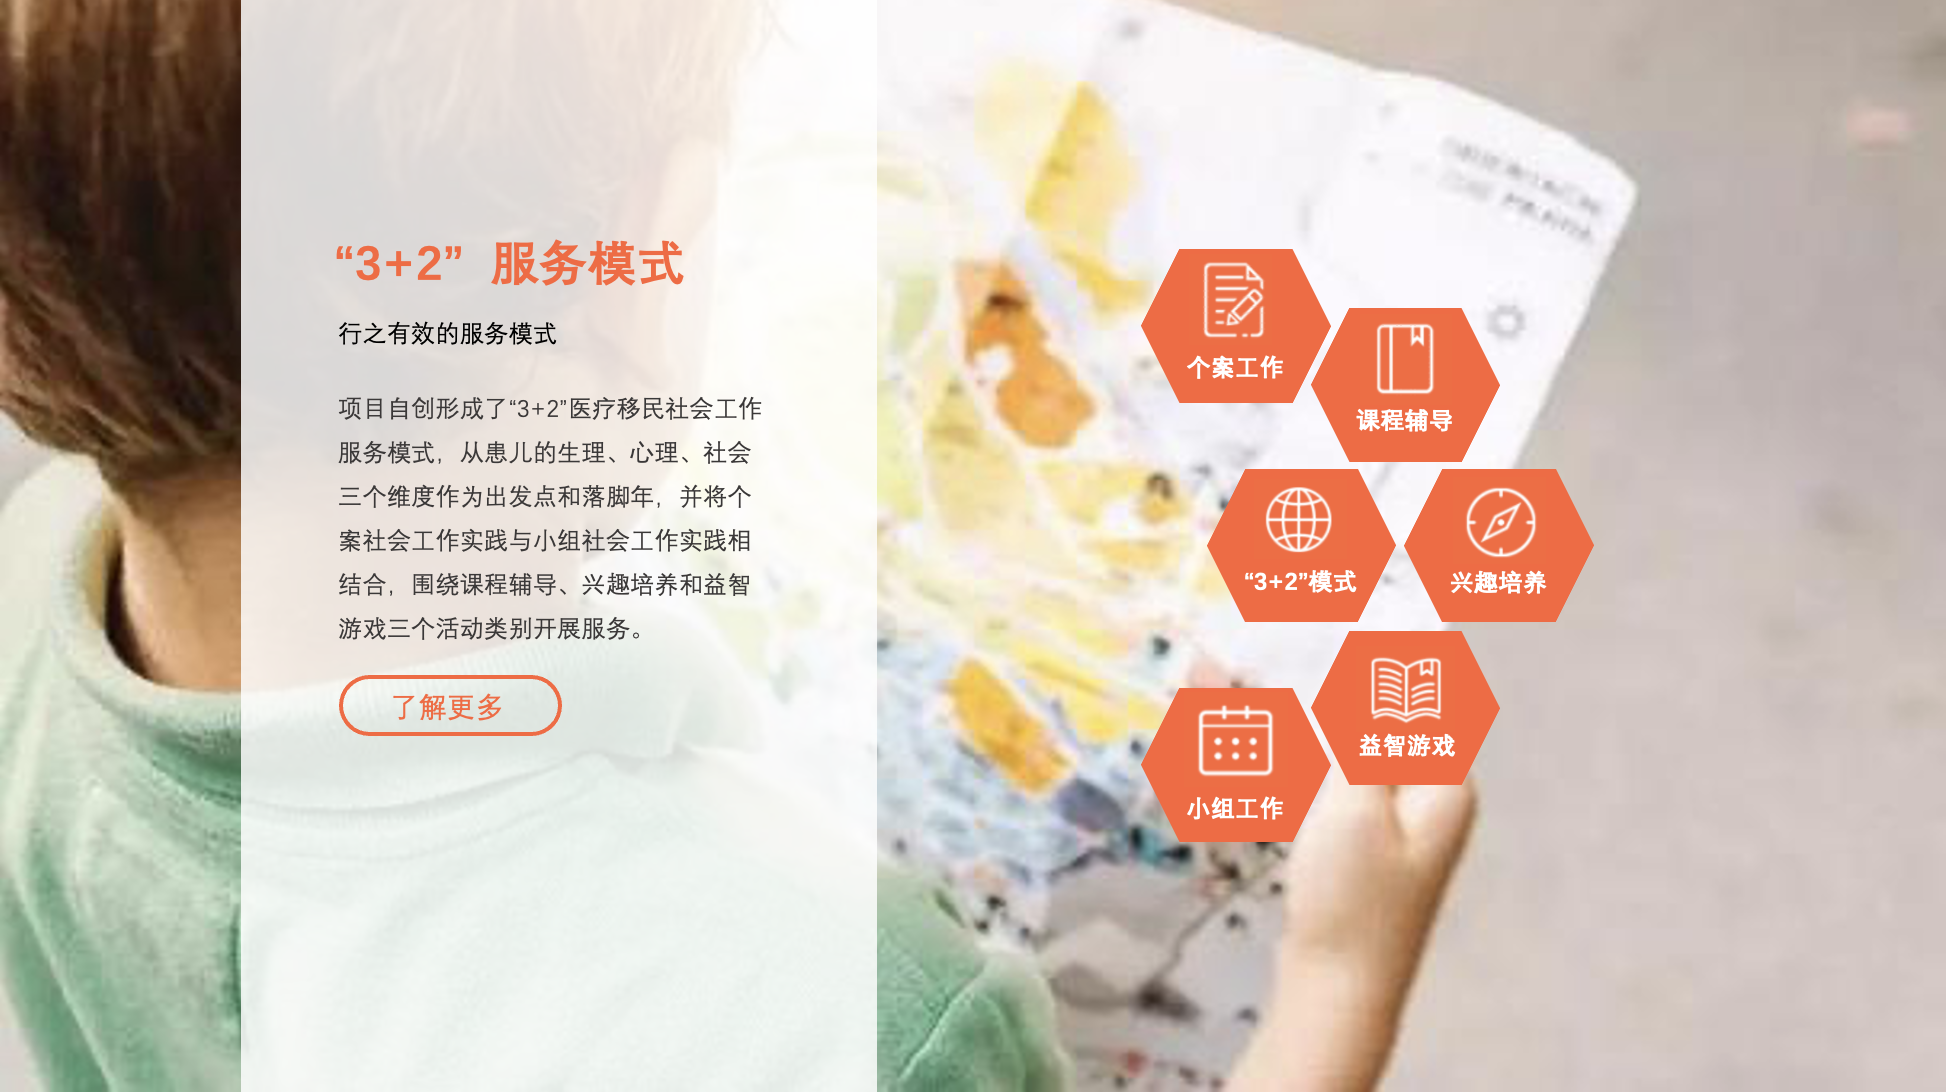 “3+2” 服务模式
行之有效的服务模式
项目自创形成了“3+2”医疗移民社会工作
服务模式，从患儿的生理、心理、社会
三个维度作为出发点和落脚年，并将个
案社会工作实践与小组社会工作实践相
结合，围绕课程辅导、兴趣培养和益智
游戏三个活动类别开展服务。
了解更多
个案工作
课程辅导
“3+2”模式
兴趣培养
益智游戏
小组工作